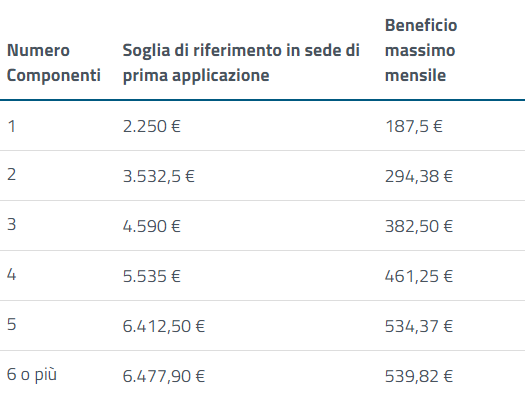 Numero
Componenti
Soglia di riferimento in sede di
prima applicazione
Beneficio
massimo
mensile
1 2.250 € 187,5 €
2 3.532,5 € 294,38 €
3 4.590 € 382,50 €
4 5.535 € 461,25 €
5 6.412,50 € 534,37 €
6 o più 6.477,90 € 539,82 €